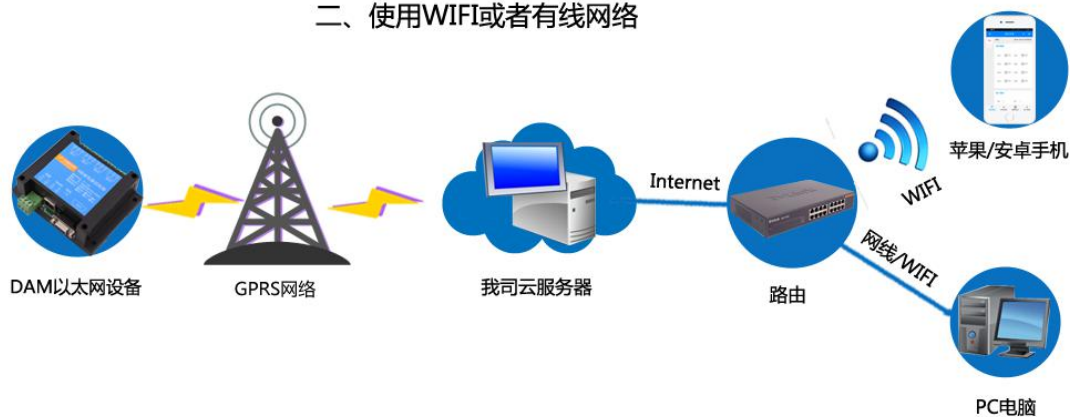 二、使用WIFI或者有线网络
苹果/安卓手机
Internet
WIFI
网线/WIFI
DAM以太网设备
GPRS网络
我司云服务器
路由
PC电脑